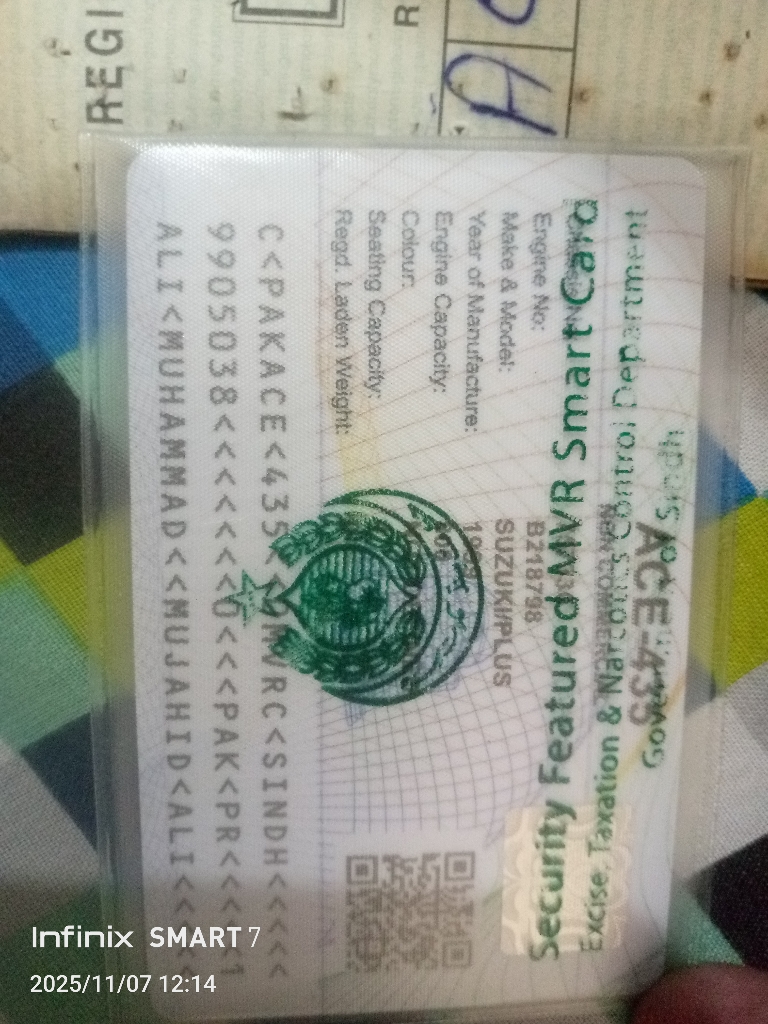 REGI
R
A
Government of Sindh
Excise, Taxation & Narcotics Control Department
Security Featured MVR Smart Card
ACE-435
Engine No: B218798
Make & Model: SUZUKI/PLUS
Year of Manufacture:
Engine Capacity:
Colour:
Seating Capacity:
Regd. Laden Weight:
C<PAKACE<435<
MVRC<SINDH<<<<<
9905038<<<<<<<0<<<PAK<PR<<<<1
ALI<MUHAMMAD<<MUJAHID<ALI<<<<
Infinix SMART 7
2025/11/07 12:14